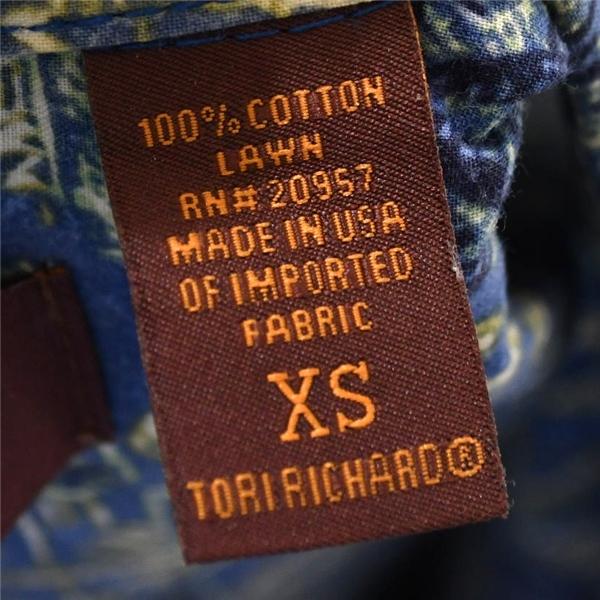 100% COTTON
LAWN
RN# 20957
MADE IN USA
OF IMPORTED
FABRIC
XS
TORI RICHARD®